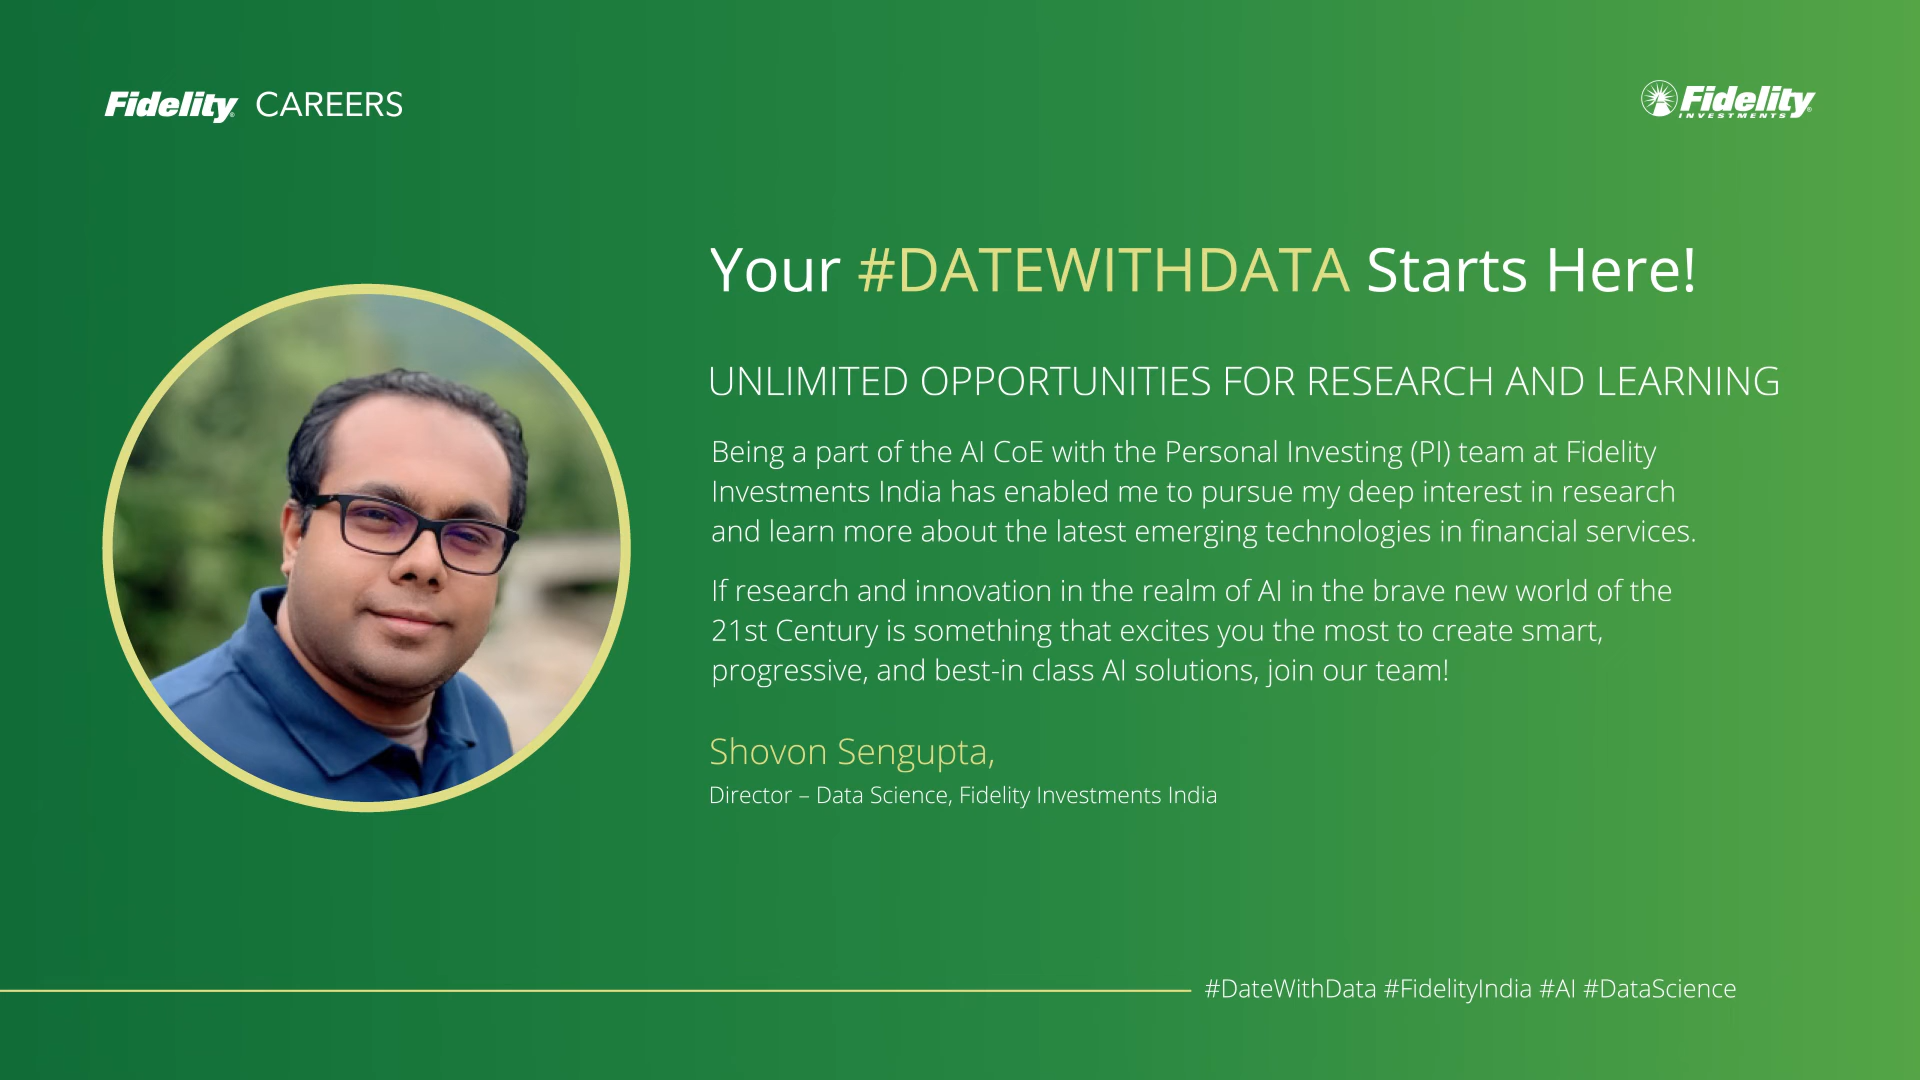 Fidelity CAREERS
Fidelity
INVESTMENTS
Your #DATEWITHDATA Starts Here!
UNLIMITED OPPORTUNITIES FOR RESEARCH AND LEARNING
Being a part of the AI CoE with the Personal Investing (PI) team at Fidelity
Investments India has enabled me to pursue my deep interest in research
and learn more about the latest emerging technologies in financial services.
If research and innovation in the realm of AI in the brave new world of the
21st Century is something that excites you the most to create smart,
progressive, and best-in class AI solutions, join our team!
Shovon Sengupta,
Director – Data Science, Fidelity Investments India
#DateWithData #FidelityIndia #AI #DataScience